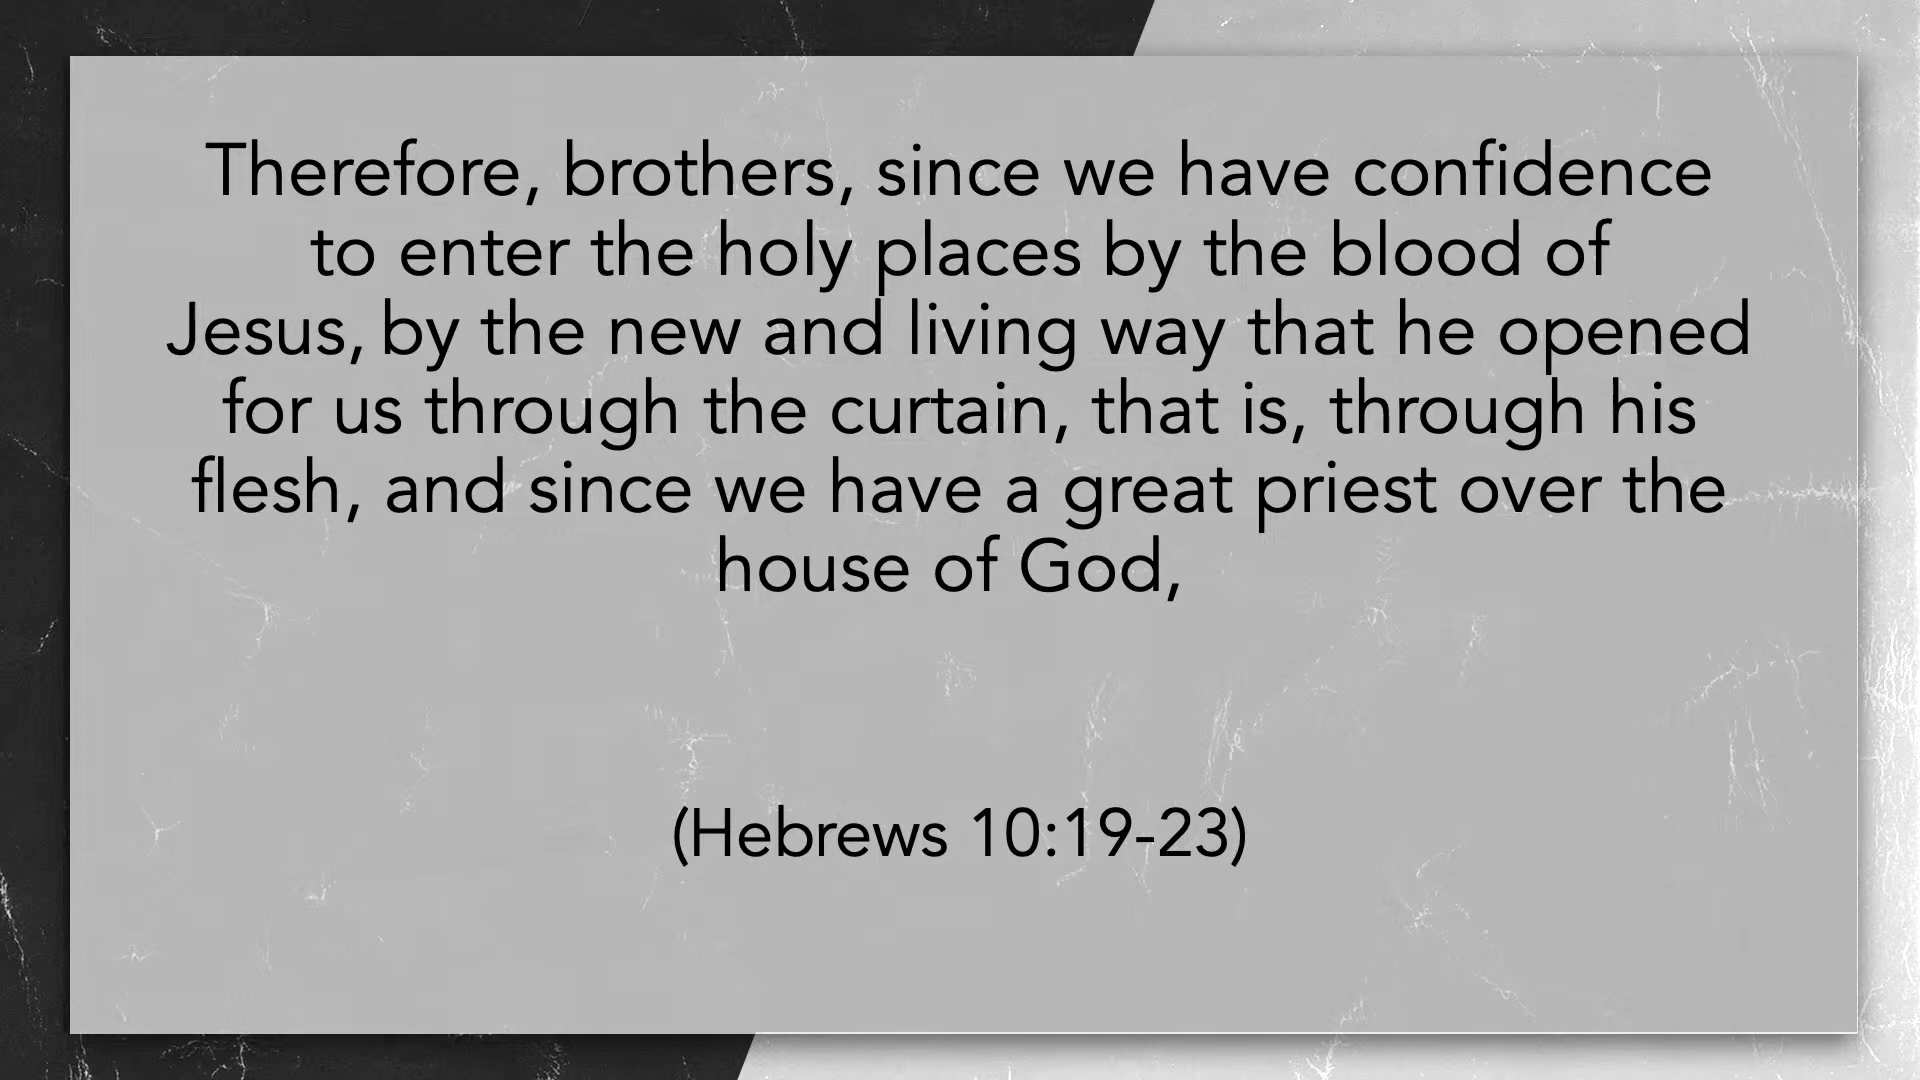 Therefore, brothers, since we have confidence
to enter the holy places by the blood of
Jesus, by the new and living way that he opened
for us through the curtain, that is, through his
flesh, and since we have a great priest over the
house of God,
(Hebrews 10:19-23)